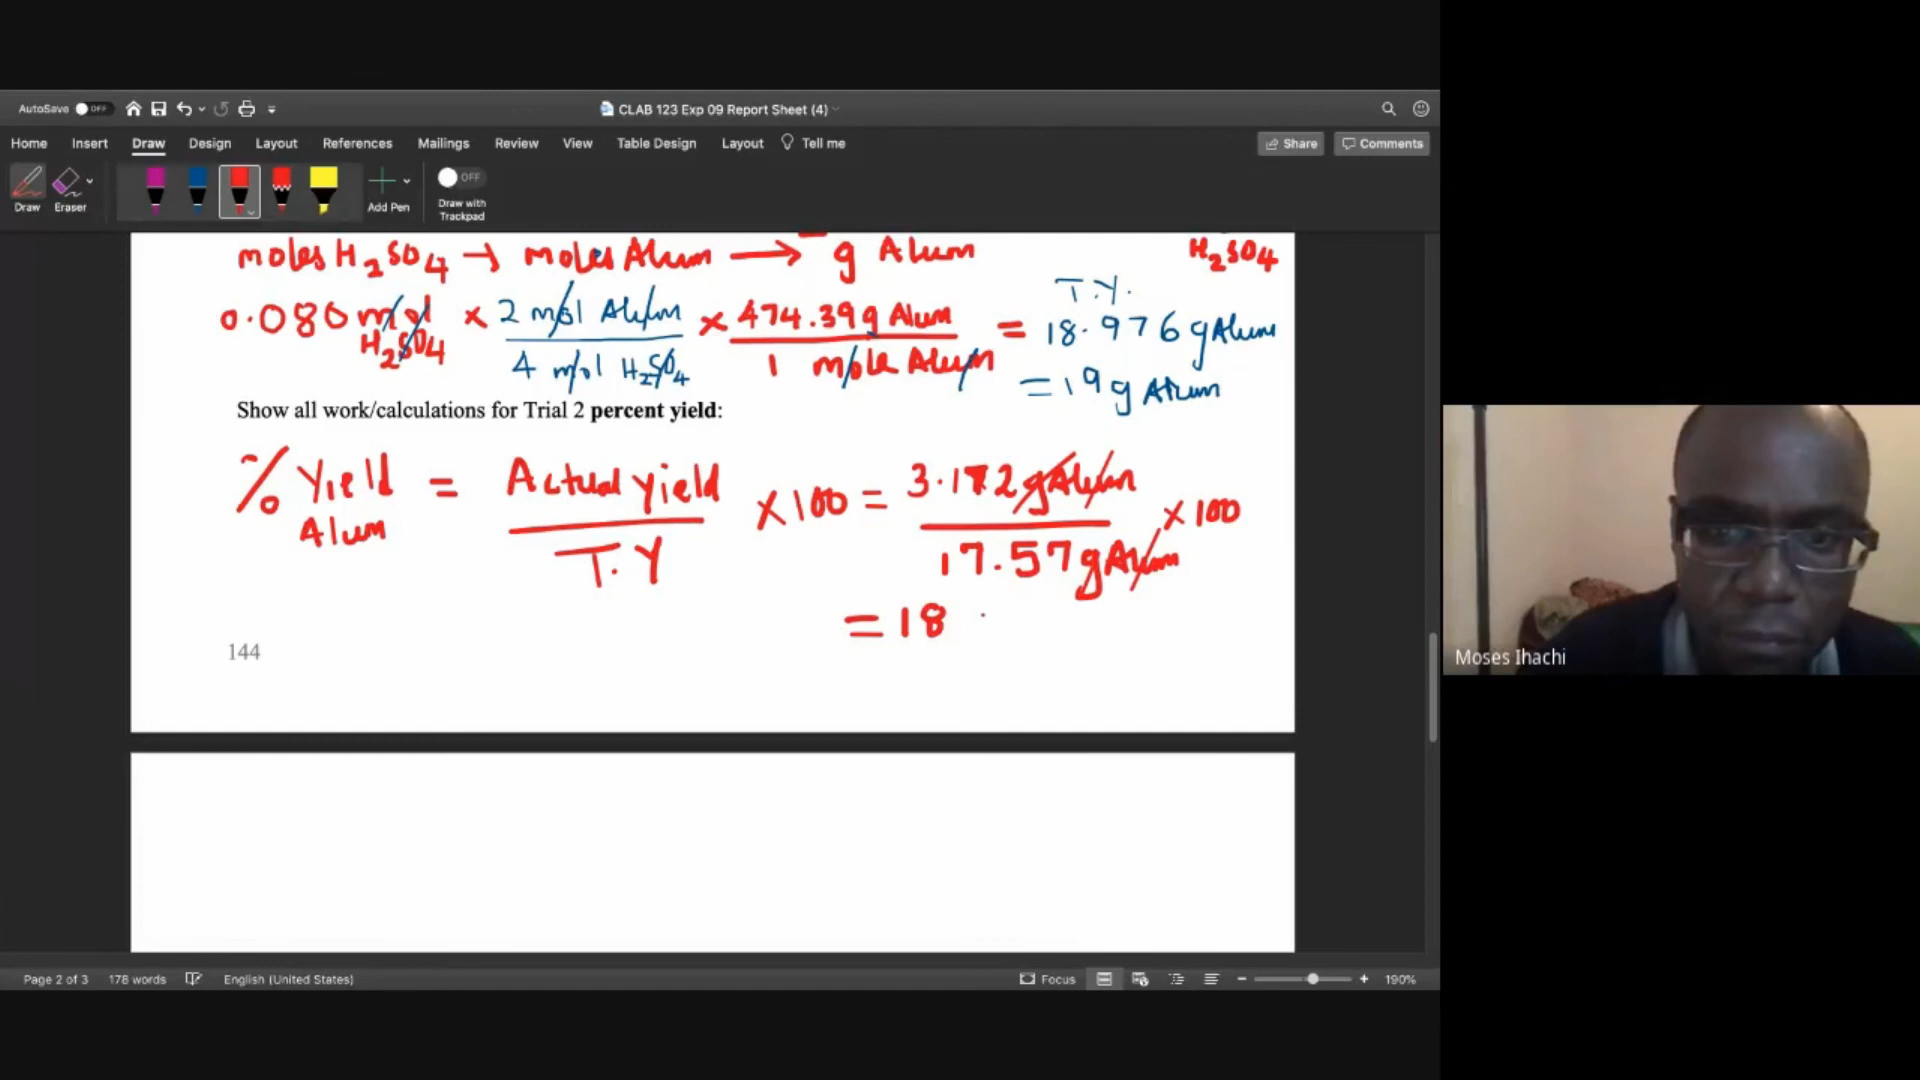 AutoSave OFF CLAB 123 Exp 09 Report Sheet (4)
Home Insert Draw Design Layout References Mailings Review View Table Design Layout Tell me Share Comments
OFF
Draw Eraser Add Pen Draw with
Trackpad
moles H2SO4 → moles Alum → g Alum H2SO4
T.Y.
0.080 mol H2SO4 × 2 mol Alum / 4 mol H2SO4 × 474.39g Alum / 1 mole Alum = 18.976 g Alum
= 19 g Alum
Show all work/calculations for Trial 2 percent yield:
% Yield Alum = Actual yield / T.Y × 100 = 3.172 g Alum / 17.57 g Alum × 100
= 18
144
Moses Ihachi
Page 2 of 3 178 words English (United States) Focus 190%